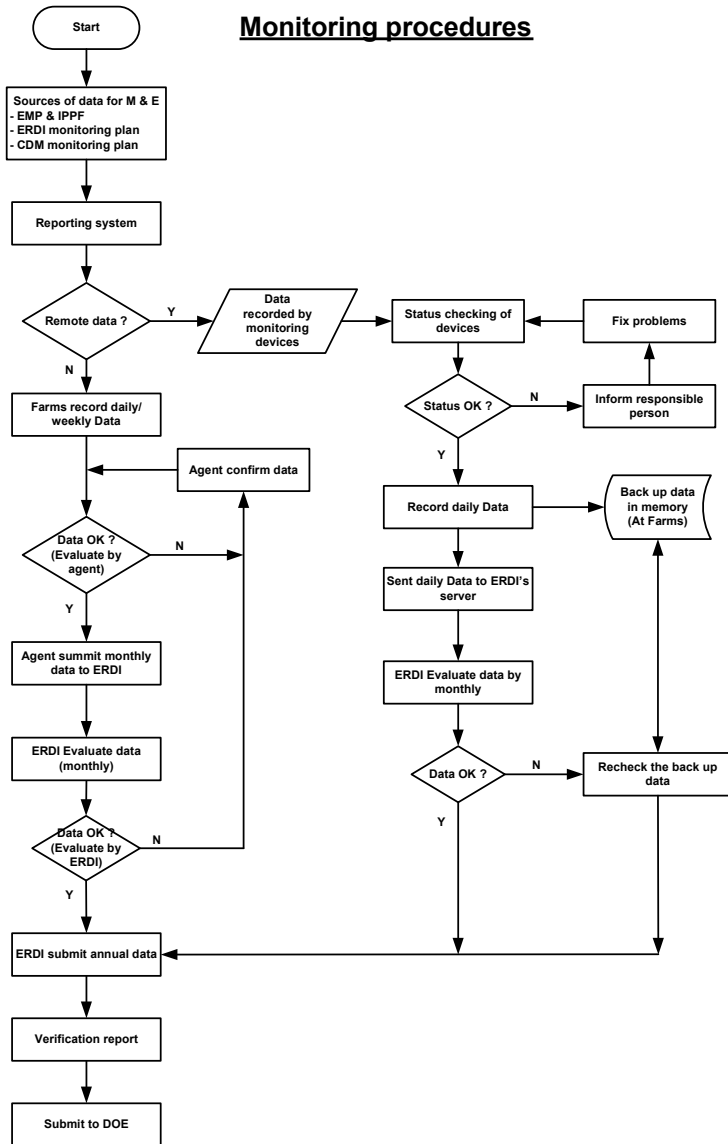 Monitoring procedures
Start
Sources of data for M & E
- EMP & IPPF
- ERDI monitoring plan
- CDM monitoring plan
Reporting system
Remote data ?
Y
N
Data
recorded by
monitoring
devices
Status checking of
devices
Fix problems
Status OK ?
N
Y
Inform responsible
person
Farms record daily/
weekly Data
Agent confirm data
Record daily Data
Back up data
in memory
(At Farms)
Data OK ?
(Evaluate by
agent)
N
Y
Sent daily Data to ERDI's
server
Agent summit monthly
data to ERDI
ERDI Evaluate data by
monthly
ERDI Evaluate data
(monthly)
Data OK ?
N
Y
Recheck the back up
data
Data OK ?
(Evaluate by
ERDI)
N
Y
ERDI submit annual data
Verification report
Submit to DOE